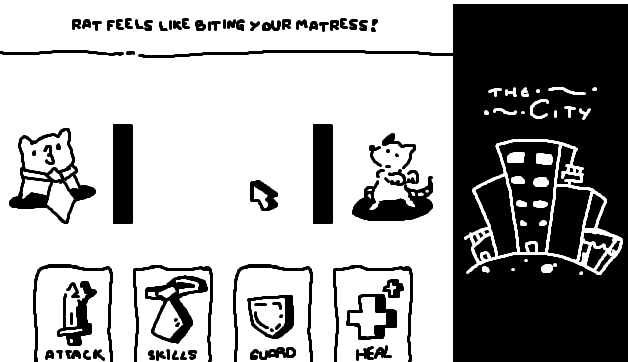 RAT FEELS LIKE BITING YOUR MATRESS!
THE
CITY
ATTACK
SKILLS
GUARD
HEAL